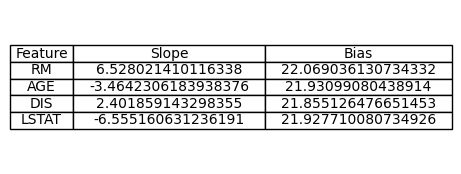 Feature Slope Bias
RM 6.528021410116338 22.069036130734332
AGE -3.4642306183938376 21.93099080438914
DIS 2.401859143298355 21.855126476651453
LSTAT -6.555160631236191 21.927710080734926